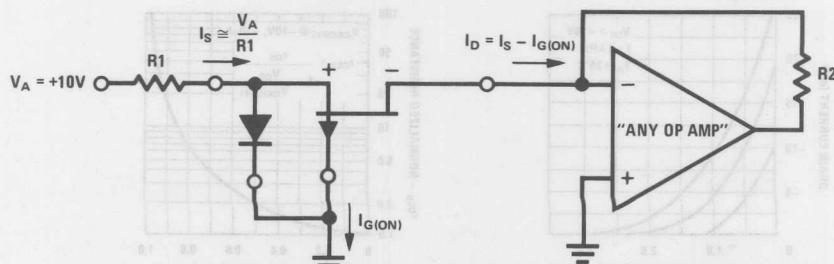 V_A = +10V
R1
I_S ≅ V_A
R1
+
−
I_G(ON)
I_D = I_S − I_G(ON)
−
"ANY OP AMP"
+
R2